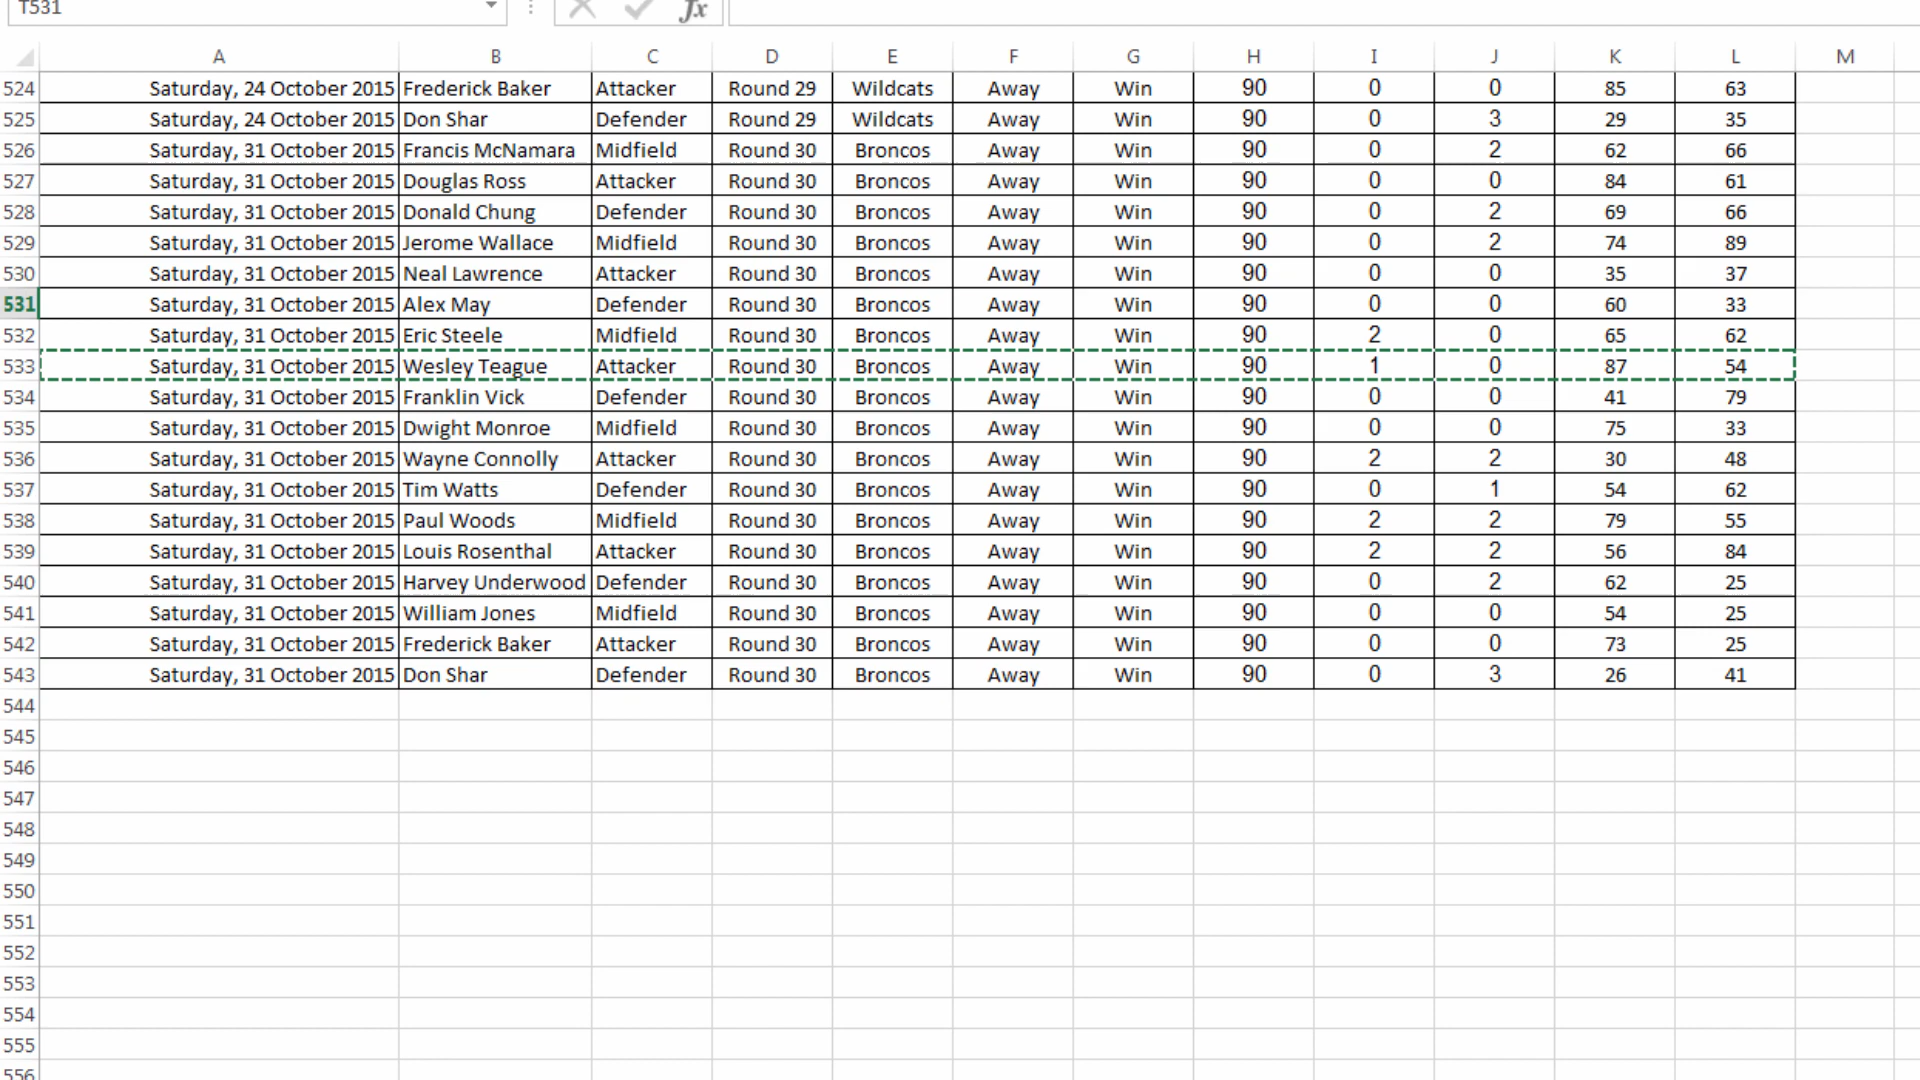 T531 fx
A B C D E F G H I J K L M
524 Saturday, 24 October 2015 Frederick Baker Attacker Round 29 Wildcats Away Win 90 0 0 85 63
525 Saturday, 24 October 2015 Don Shar Defender Round 29 Wildcats Away Win 90 0 3 29 35
526 Saturday, 31 October 2015 Francis McNamara Midfield Round 30 Broncos Away Win 90 0 2 62 66
527 Saturday, 31 October 2015 Douglas Ross Attacker Round 30 Broncos Away Win 90 0 0 84 61
528 Saturday, 31 October 2015 Donald Chung Defender Round 30 Broncos Away Win 90 0 2 69 66
529 Saturday, 31 October 2015 Jerome Wallace Midfield Round 30 Broncos Away Win 90 0 2 74 89
530 Saturday, 31 October 2015 Neal Lawrence Attacker Round 30 Broncos Away Win 90 0 0 35 37
531 Saturday, 31 October 2015 Alex May Defender Round 30 Broncos Away Win 90 0 0 60 33
532 Saturday, 31 October 2015 Eric Steele Midfield Round 30 Broncos Away Win 90 2 0 65 62
533 Saturday, 31 October 2015 Wesley Teague Attacker Round 30 Broncos Away Win 90 1 0 87 54
534 Saturday, 31 October 2015 Franklin Vick Defender Round 30 Broncos Away Win 90 0 0 41 79
535 Saturday, 31 October 2015 Dwight Monroe Midfield Round 30 Broncos Away Win 90 0 0 75 33
536 Saturday, 31 October 2015 Wayne Connolly Attacker Round 30 Broncos Away Win 90 2 2 30 48
537 Saturday, 31 October 2015 Tim Watts Defender Round 30 Broncos Away Win 90 0 1 54 62
538 Saturday, 31 October 2015 Paul Woods Midfield Round 30 Broncos Away Win 90 2 2 79 55
539 Saturday, 31 October 2015 Louis Rosenthal Attacker Round 30 Broncos Away Win 90 2 2 56 84
540 Saturday, 31 October 2015 Harvey Underwood Defender Round 30 Broncos Away Win 90 0 2 62 25
541 Saturday, 31 October 2015 William Jones Midfield Round 30 Broncos Away Win 90 0 0 54 25
542 Saturday, 31 October 2015 Frederick Baker Attacker Round 30 Broncos Away Win 90 0 0 73 25
543 Saturday, 31 October 2015 Don Shar Defender Round 30 Broncos Away Win 90 0 3 26 41
544
545
546
547
548
549
550
551
552
553
554
555
556